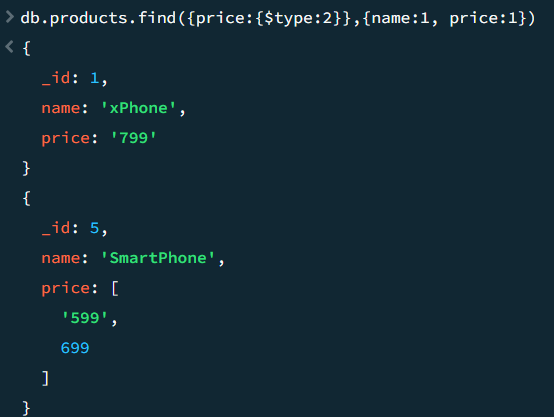 > db.products.find({price:{$type:2}},{name:1, price:1})
< {
_id: 1,
name: 'xPhone',
price: '799'
}
{
_id: 5,
name: 'SmartPhone',
price: [
'599',
699
]
}